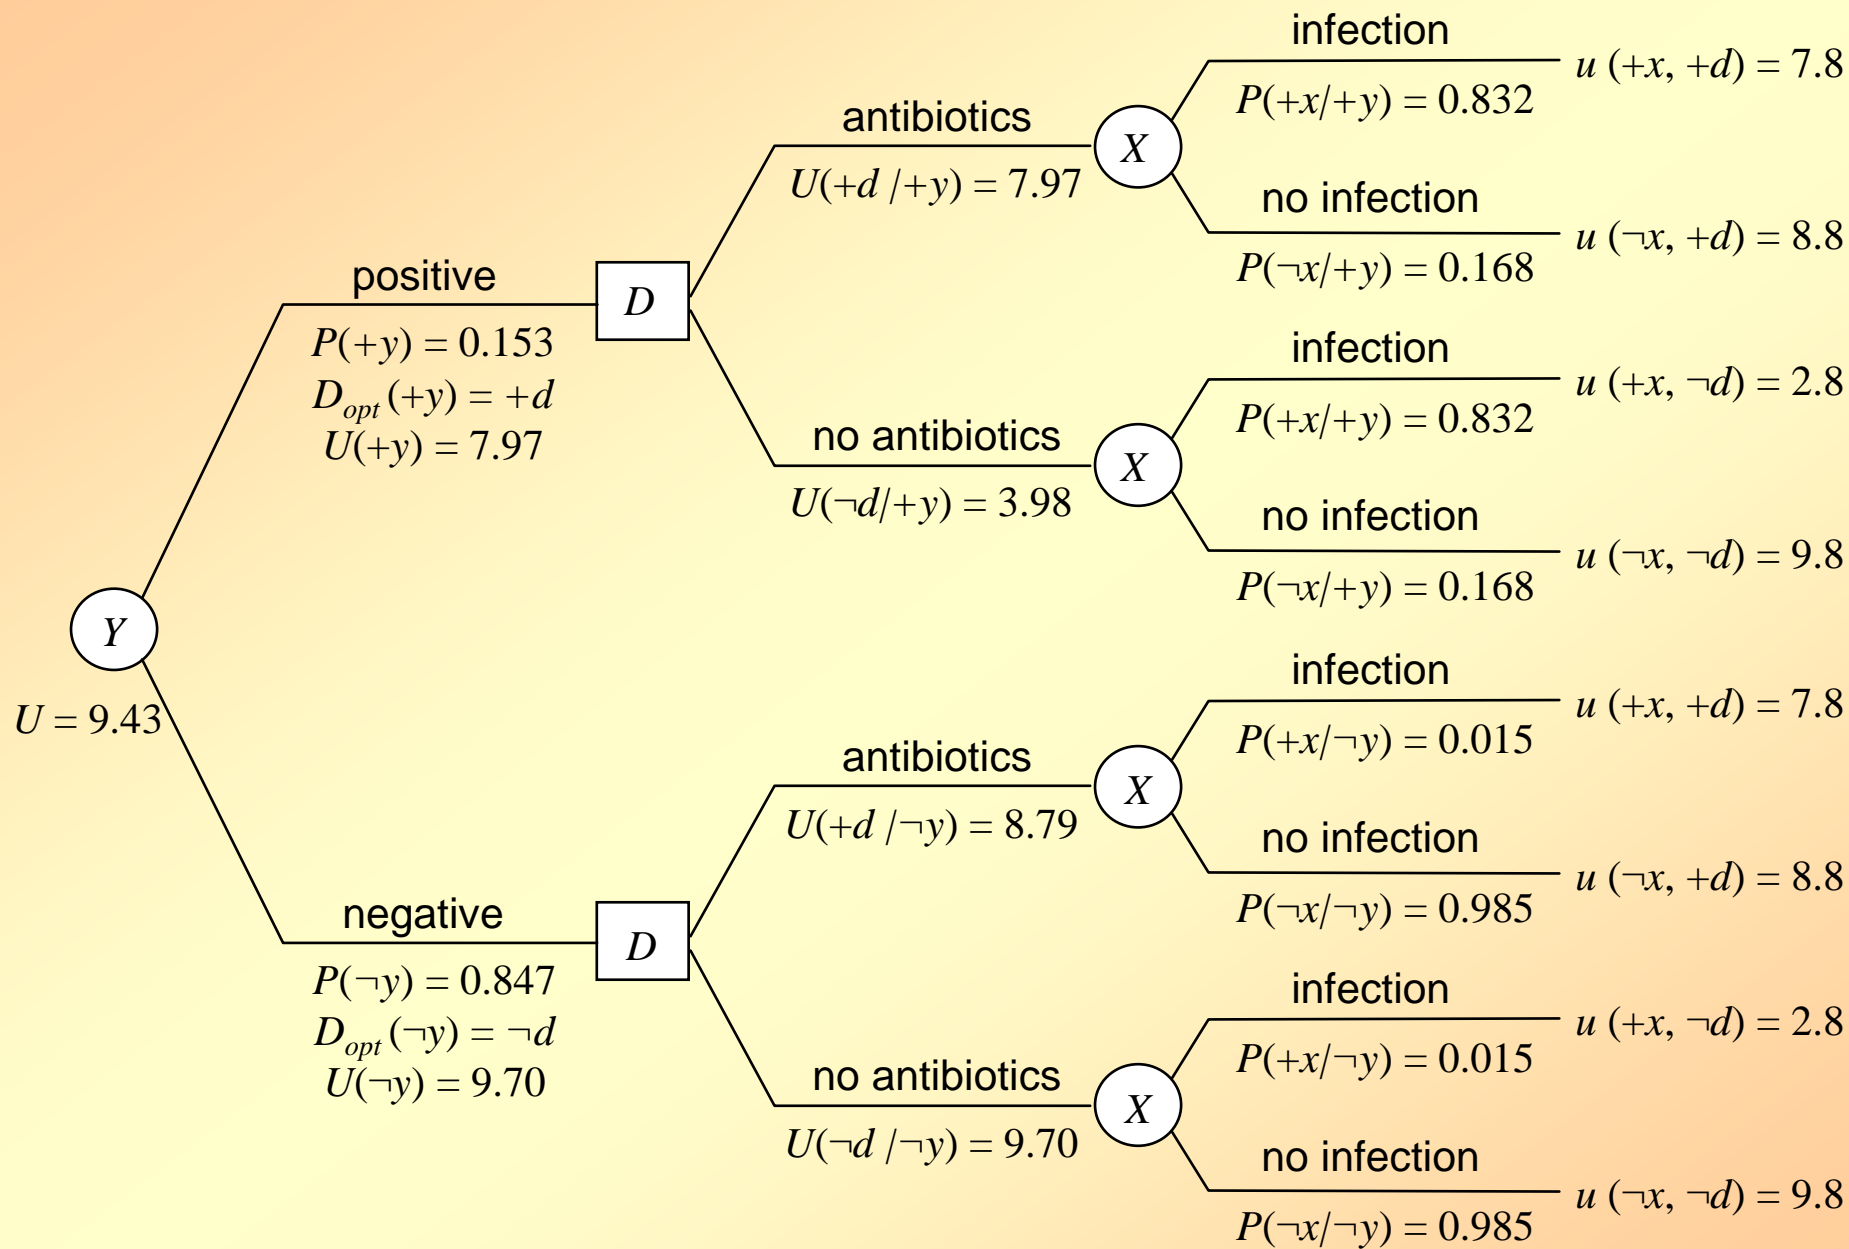 infection
u (+x, +d) = 7.8
P(+x/+y) = 0.832
antibiotics
X
U(+d /+y) = 7.97
no infection
u (¬x, +d) = 8.8
P(¬x/+y) = 0.168
positive
D
P(+y) = 0.153
D_opt (+y) = +d
U(+y) = 7.97
infection
u (+x, ¬d) = 2.8
P(+x/+y) = 0.832
no antibiotics
X
U(¬d/+y) = 3.98
no infection
u (¬x, ¬d) = 9.8
P(¬x/+y) = 0.168
Y
U = 9.43
infection
u (+x, +d) = 7.8
P(+x/¬y) = 0.015
antibiotics
X
U(+d /¬y) = 8.79
no infection
u (¬x, +d) = 8.8
P(¬x/¬y) = 0.985
negative
D
P(¬y) = 0.847
D_opt (¬y) = ¬d
U(¬y) = 9.70
infection
u (+x, ¬d) = 2.8
P(+x/¬y) = 0.015
no antibiotics
X
U(¬d /¬y) = 9.70
no infection
u (¬x, ¬d) = 9.8
P(¬x/¬y) = 0.985